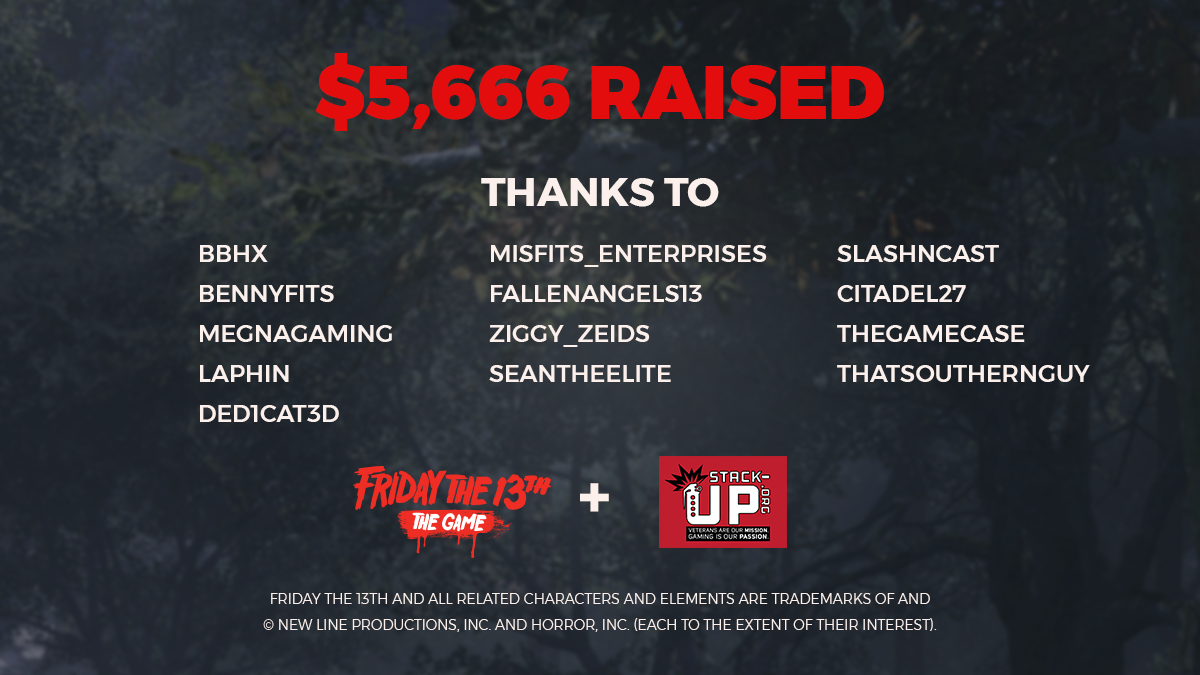 $5,666 RAISED
THANKS TO
BBHX
BENNYFITS
MEGNAGAMING
LAPHIN
DED1CAT3D
MISFITS_ENTERPRISES
FALLENANGELS13
ZIGGY_ZEIDS
SEANTHEELITE
SLASHNCAST
CITADEL27
THEGAMECASE
THATSOUTHERNGUY
FRIDAY THE 13TH
THE GAME
+
STACK-
UP
.ORG
VETERANS ARE OUR MISSION.
GAMING IS OUR PASSION.
FRIDAY THE 13TH AND ALL RELATED CHARACTERS AND ELEMENTS ARE TRADEMARKS OF AND
© NEW LINE PRODUCTIONS, INC. AND HORROR, INC. (EACH TO THE EXTENT OF THEIR INTEREST).